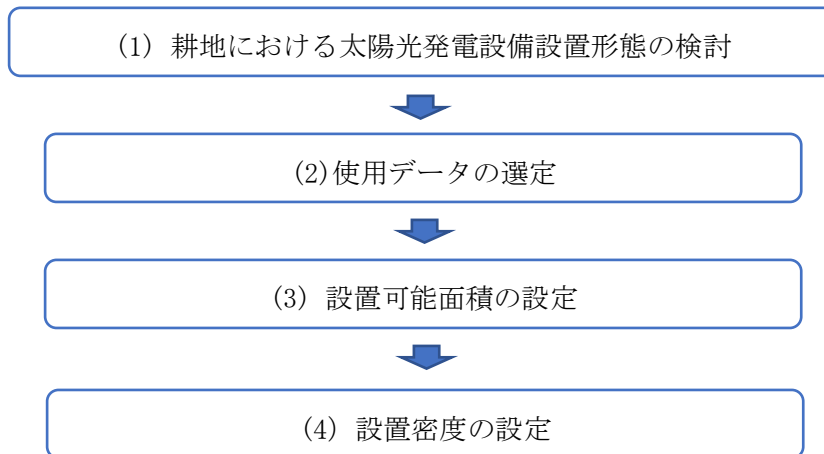 (1) 耕地における太陽光発電設備設置形態の検討
(2)使用データの選定
(3) 設置可能面積の設定
(4) 設置密度の設定